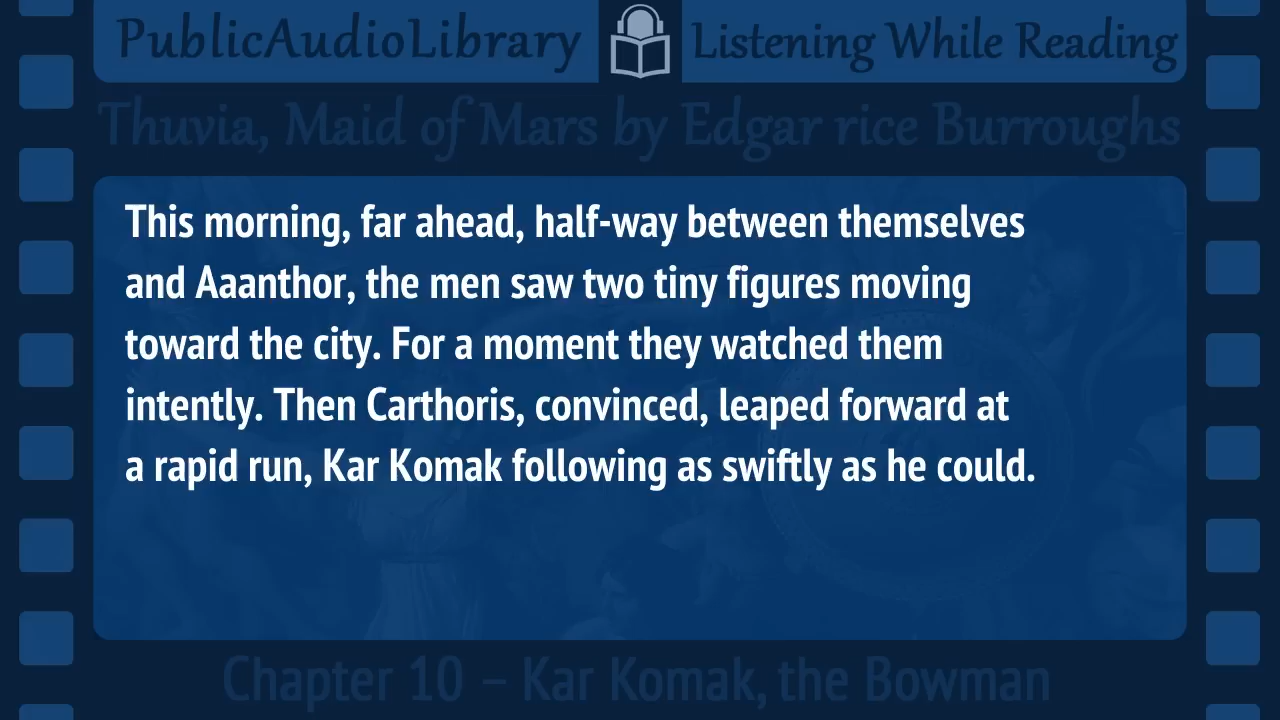 PublicAudioLibrary Listening While Reading
Thuvia, Maid of Mars by Edgar rice Burroughs
This morning, far ahead, half-way between themselves
and Aaanthor, the men saw two tiny figures moving
toward the city. For a moment they watched them
intently. Then Carthoris, convinced, leaped forward at
a rapid run, Kar Komak following as swiftly as he could.
Chapter 10 – Kar Komak, the Bowman